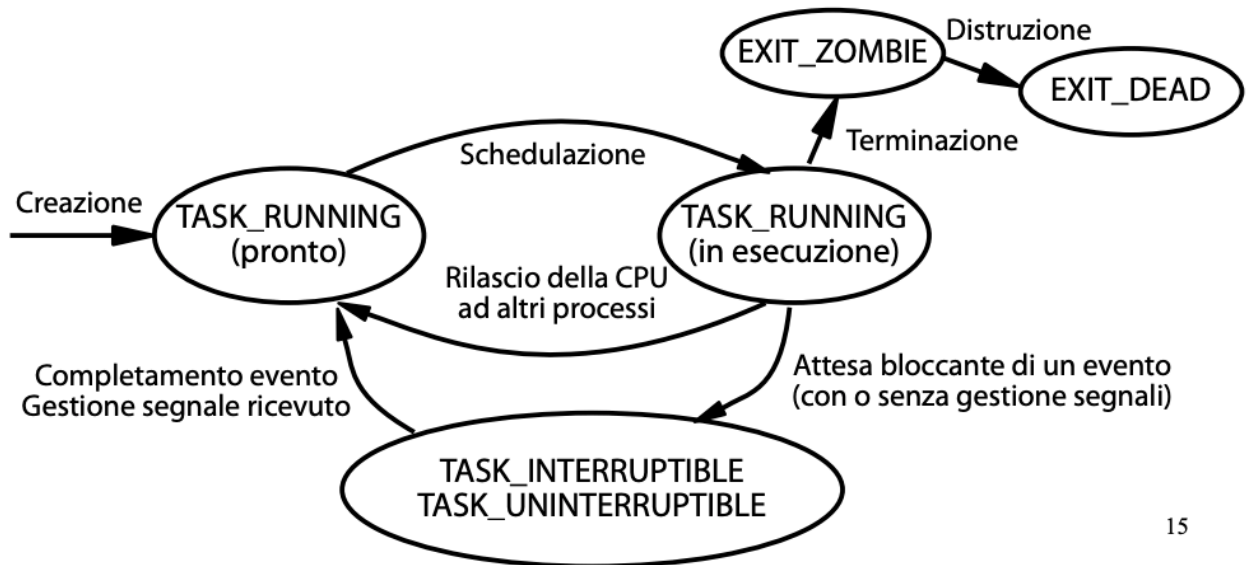 Distruzione
EXIT_ZOMBIE
EXIT_DEAD
Terminazione
Schedulazione
Creazione
TASK_RUNNING
(pronto)
TASK_RUNNING
(in esecuzione)
Rilascio della CPU
ad altri processi
Completamento evento
Gestione segnale ricevuto
Attesa bloccante di un evento
(con o senza gestione segnali)
TASK_INTERRUPTIBLE
TASK_UNINTERRUPTIBLE
15